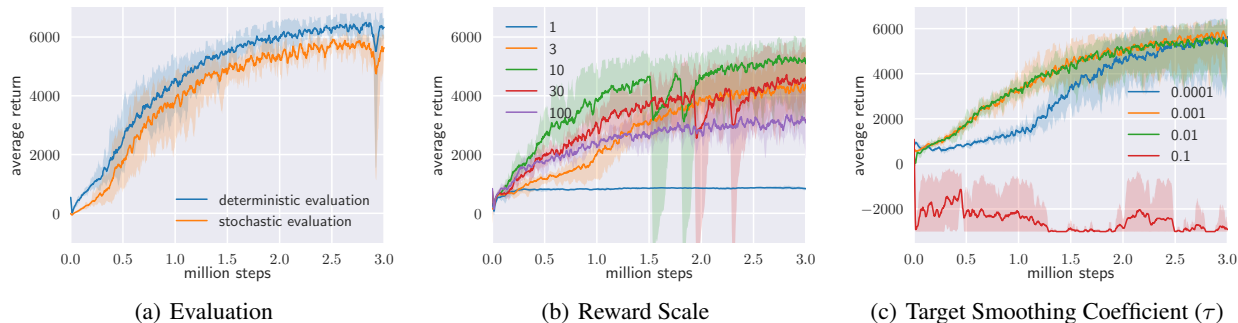 average return
6000
4000
2000
0
deterministic evaluation
stochastic evaluation
0.0 0.5 1.0 1.5 2.0 2.5 3.0
million steps
(a) Evaluation
average return
6000
4000
2000
0
1
3
10
30
100
0.0 0.5 1.0 1.5 2.0 2.5 3.0
million steps
(b) Reward Scale
average return
6000
4000
2000
0
−2000
0.0001
0.001
0.01
0.1
0.0 0.5 1.0 1.5 2.0 2.5 3.0
million steps
(c) Target Smoothing Coefficient (τ)